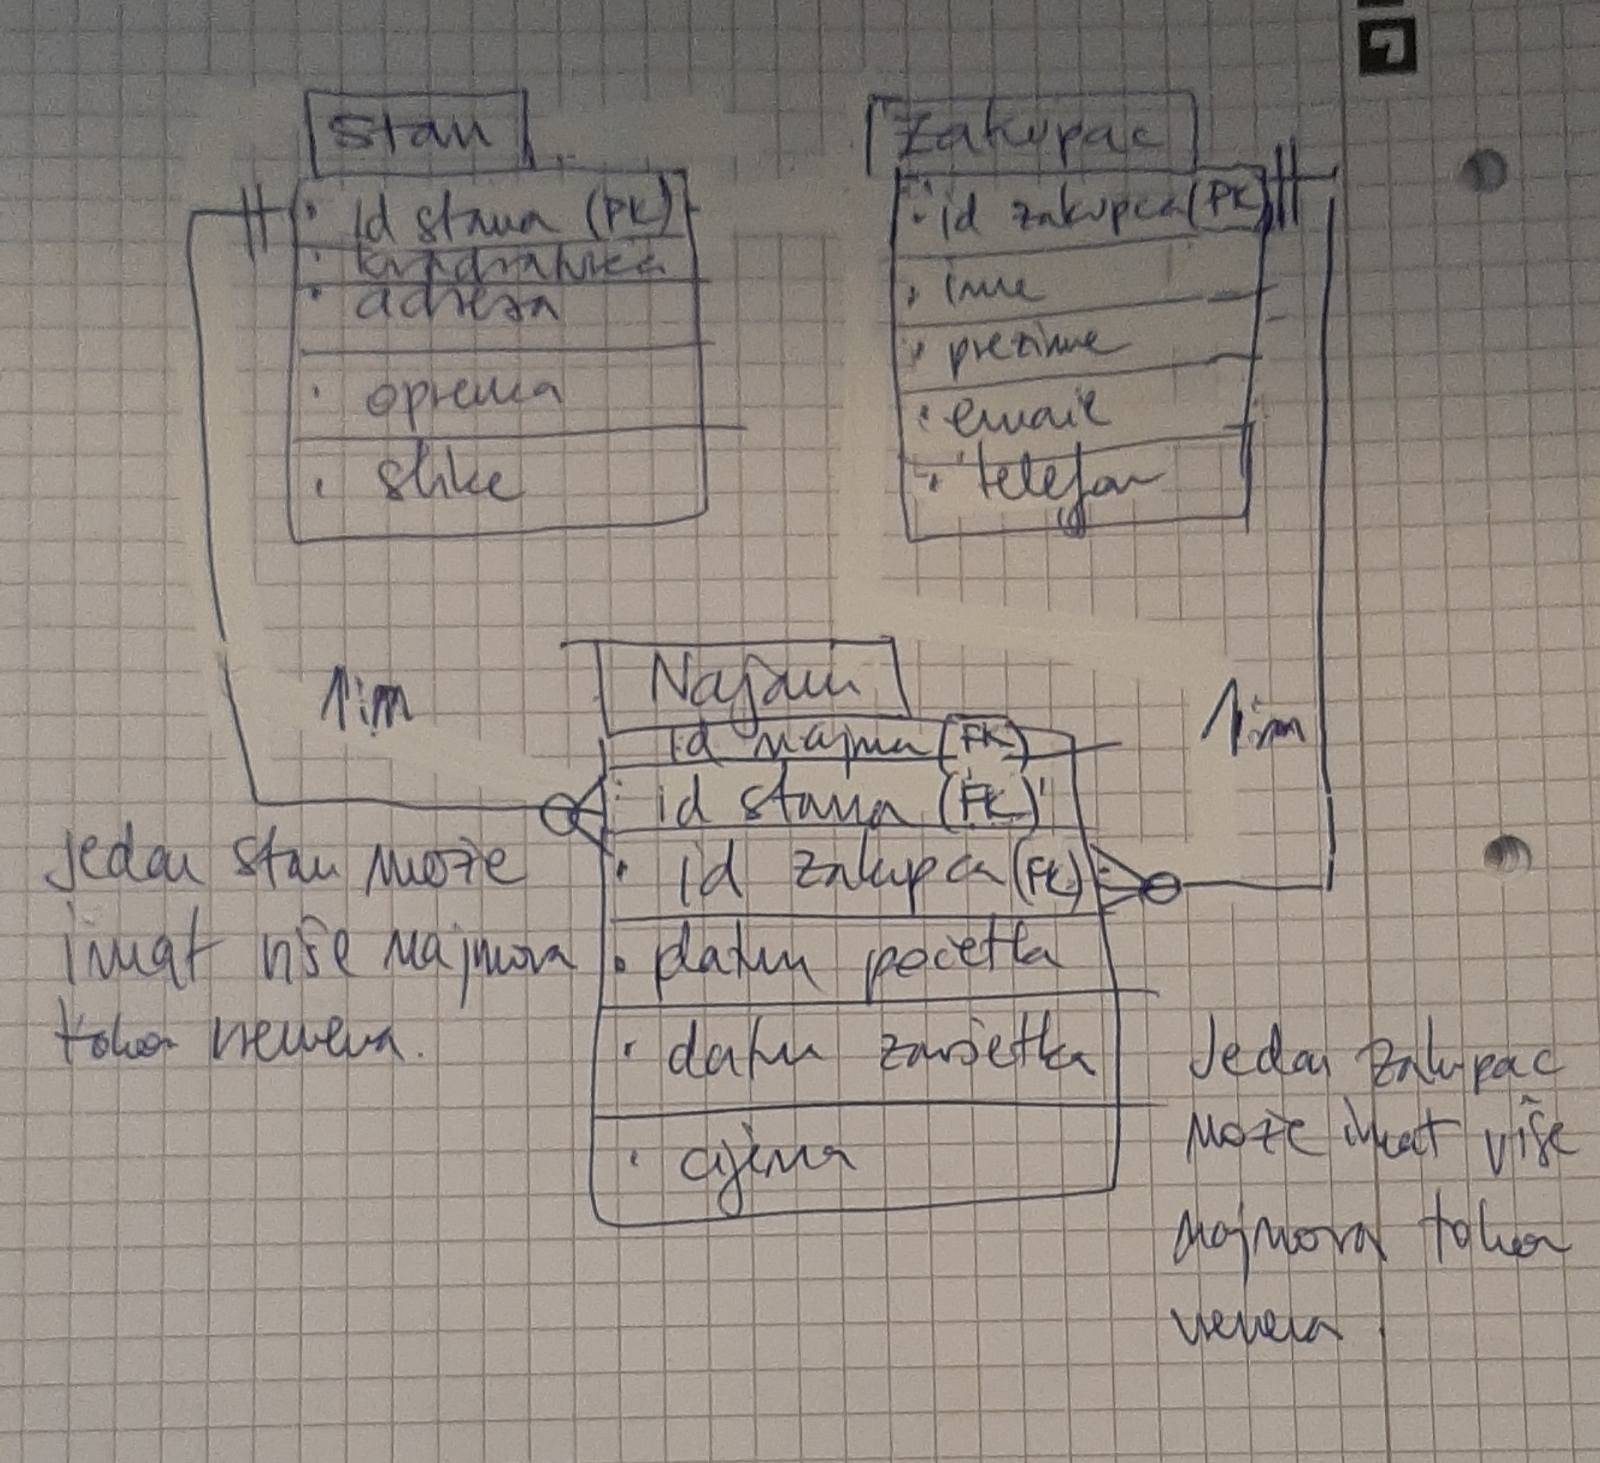 Stan
• id stana (PK)
• kvadratura
• adresa
• oprema
• slike
Zakupac
• id zakupca (PK)
• ime
• prezime
• email
• telefon
Najam
id najma (PK)
• id stana (FK)
• id zakupca (FK)
• datum početka
• datum završetka
• cijena
1:m
1:m
Jedan stan može
imat više najmova
tokom vremena.
Jedan zakupac
može imat više
najmova tokom
vremena.